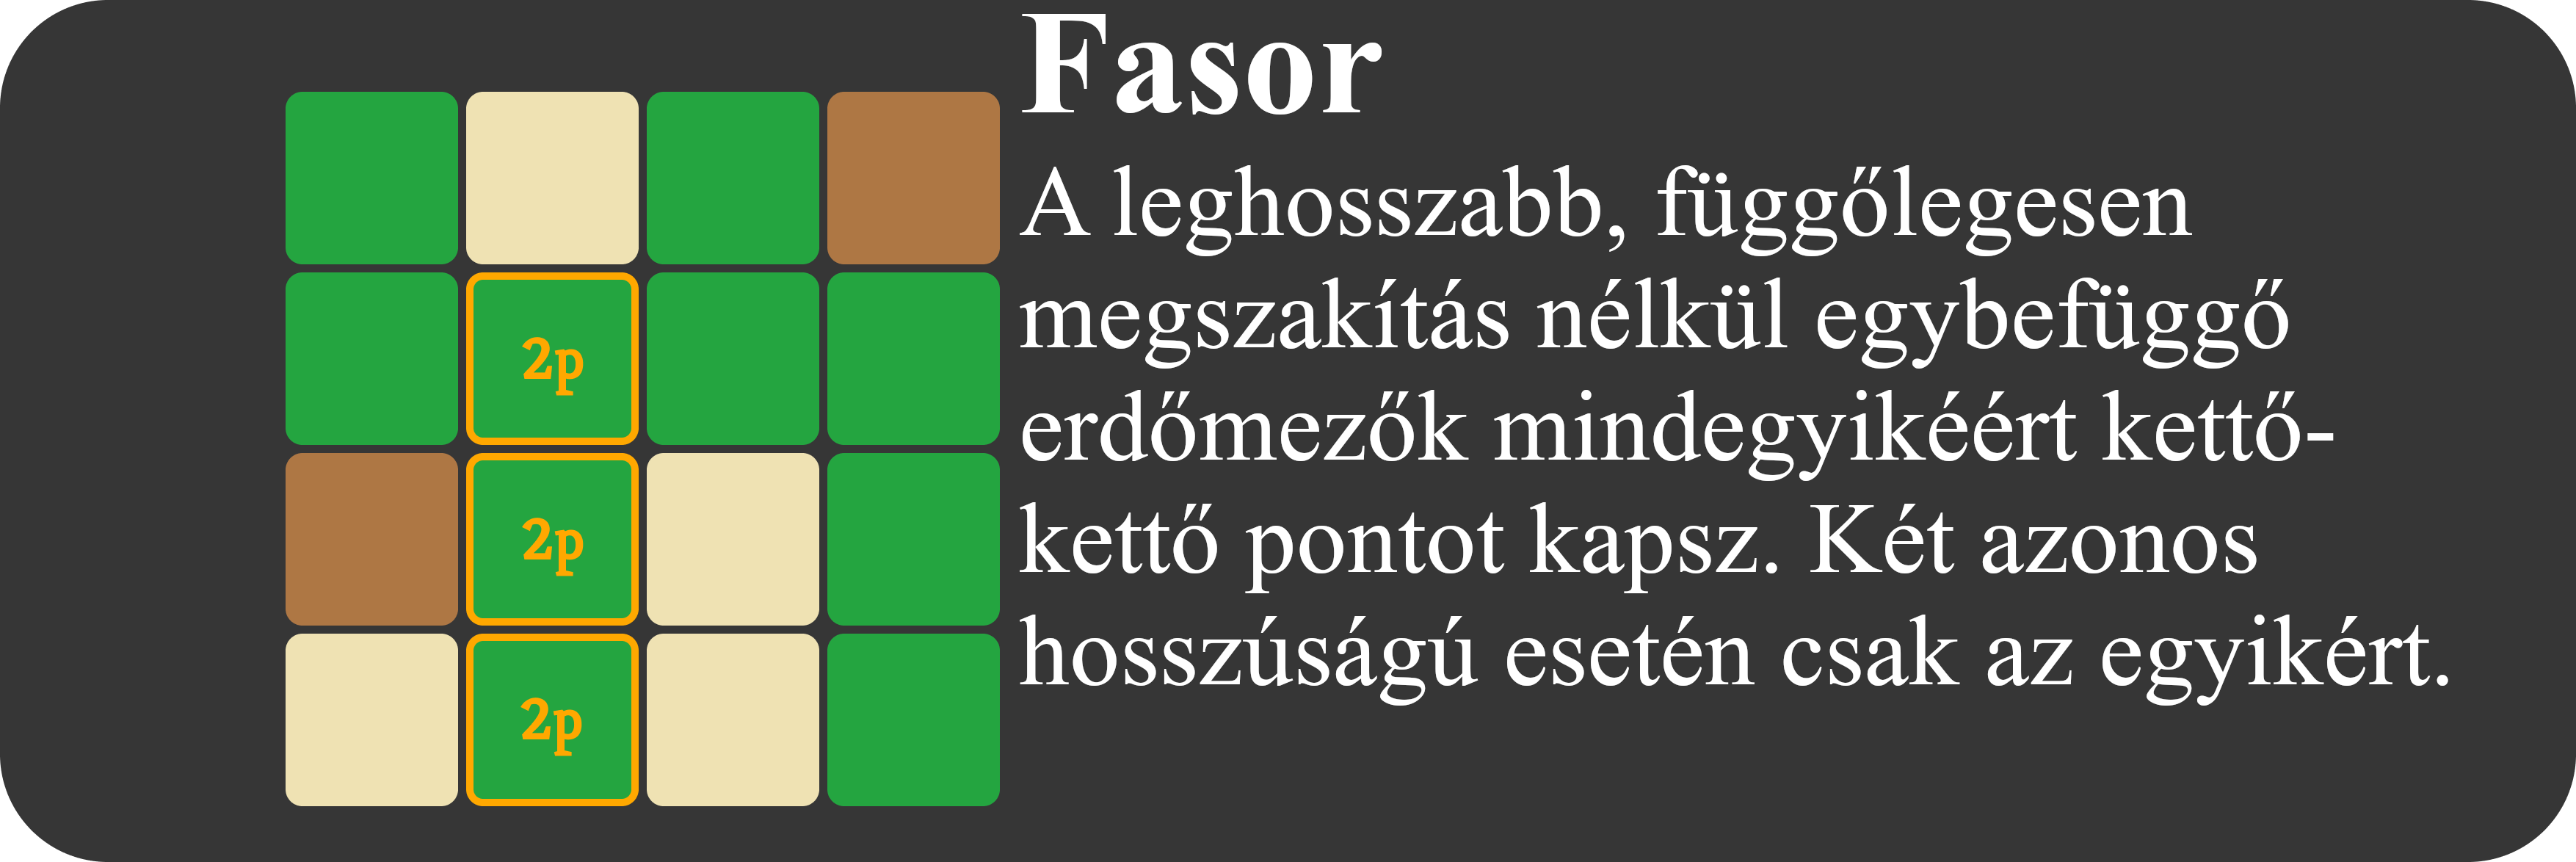 Fasor
A leghosszabb, függőlegesen
megszakítás nélkül egybefüggő
erdőmezők mindegyikéért kettő-
kettő pontot kapsz. Két azonos
hosszúságú esetén csak az egyikért.
2p
2p
2p